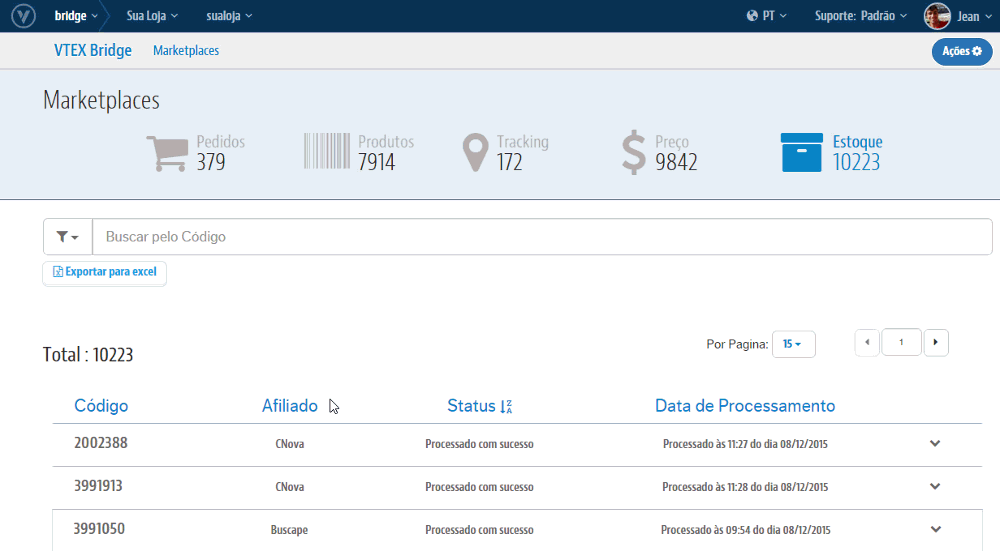 bridge Sua Loja sualoja PT Suporte: Padrão Jean
VTEX Bridge Marketplaces Ações
Marketplaces
Pedidos 379
Produtos 7914
Tracking 172
Preço 9842
Estoque 10223
Buscar pelo Código
Exportar para excel
Total : 10223
Por Pagina: 15 1
Código Afiliado Status Data de Processamento
2002388 CNova Processado com sucesso Processado às 11:27 do dia 08/12/2015
3991913 CNova Processado com sucesso Processado às 11:28 do dia 08/12/2015
3991050 Buscape Processado com sucesso Processado às 09:54 do dia 08/12/2015